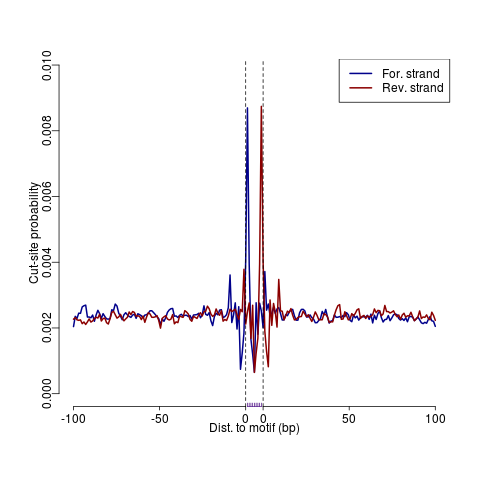 For. strand
Rev. strand
0.010
0.008
0.006
0.004
0.002
0.000
Cut-site probability
-100 -50 0 0 50 100
Dist. to motif (bp)